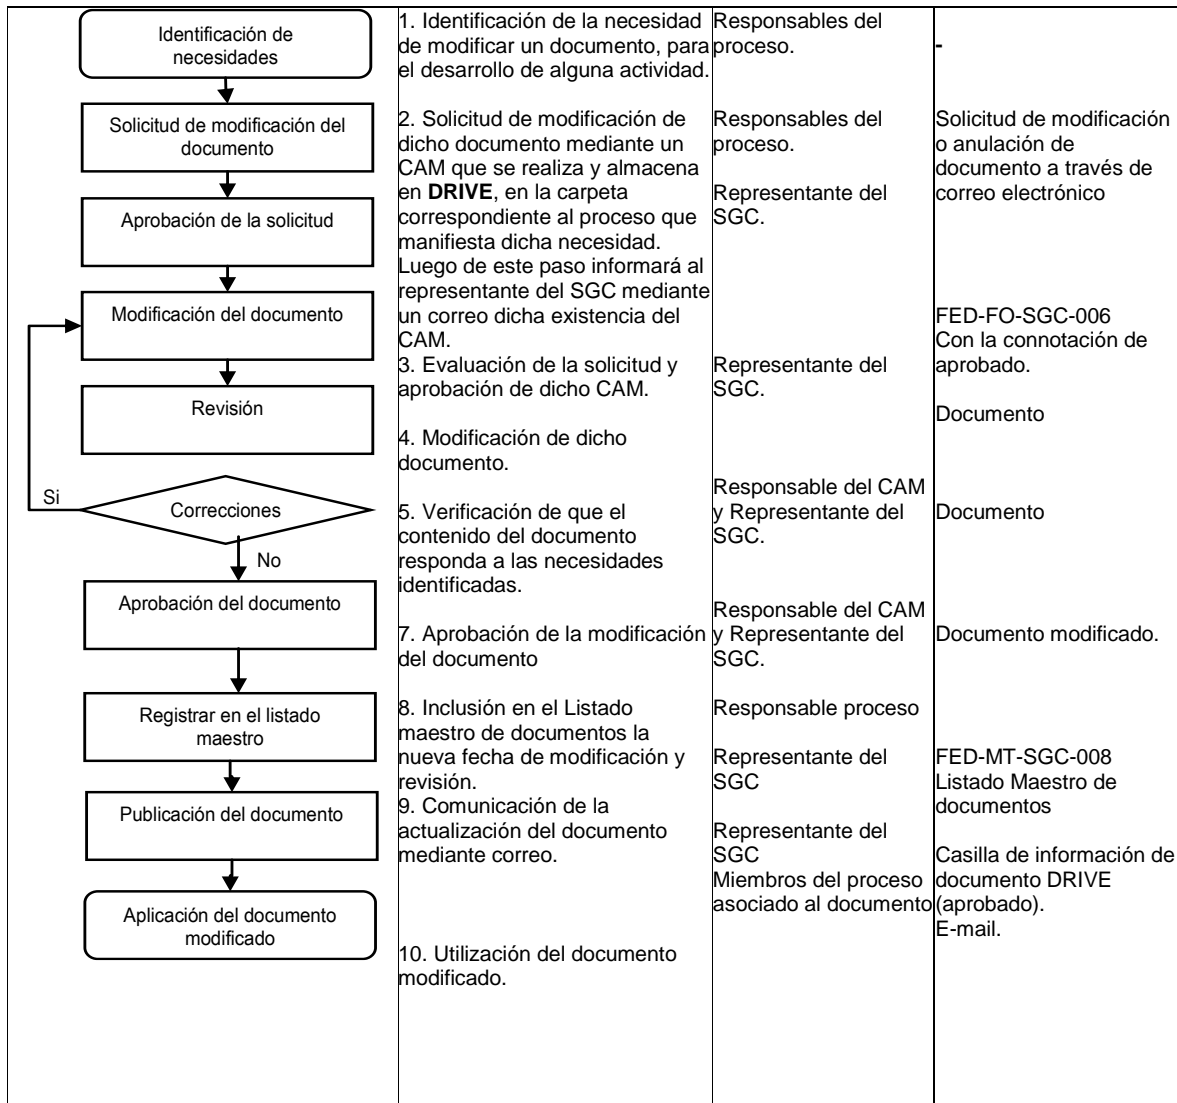 Identificación de
necesidades
Solicitud de modificación del
documento
Aprobación de la solicitud
Modificación del documento
Revisión
Si
Correcciones
No
Aprobación del documento
Registrar en el listado
maestro
Publicación del documento
Aplicación del documento
modificado
1. Identificación de la necesidad
de modificar un documento, para
el desarrollo de alguna actividad.
2. Solicitud de modificación de
dicho documento mediante un
CAM que se realiza y almacena
en DRIVE, en la carpeta
correspondiente al proceso que
manifiesta dicha necesidad.
Luego de este paso informará al
representante del SGC mediante
un correo dicha existencia del
CAM.
3. Evaluación de la solicitud y
aprobación de dicho CAM.
4. Modificación de dicho
documento.
5. Verificación de que el
contenido del documento
responda a las necesidades
identificadas.
7. Aprobación de la modificación
del documento
8. Inclusión en el Listado
maestro de documentos la
nueva fecha de modificación y
revisión.
9. Comunicación de la
actualización del documento
mediante correo.
10. Utilización del documento
modificado.
Responsables del
proceso.
Responsables del
proceso.
Representante del
SGC.
Representante del
SGC.
Responsable del CAM
y Representante del
SGC.
Responsable del CAM
y Representante del
SGC.
Responsable proceso
Representante del
SGC
Representante del
SGC
Miembros del proceso
asociado al documento
-
Solicitud de modificación
o anulación de
documento a través de
correo electrónico
FED-FO-SGC-006
Con la connotación de
aprobado.
Documento
Documento
Documento modificado.
FED-MT-SGC-008
Listado Maestro de
documentos
Casilla de información de
documento DRIVE
(aprobado).
E-mail.